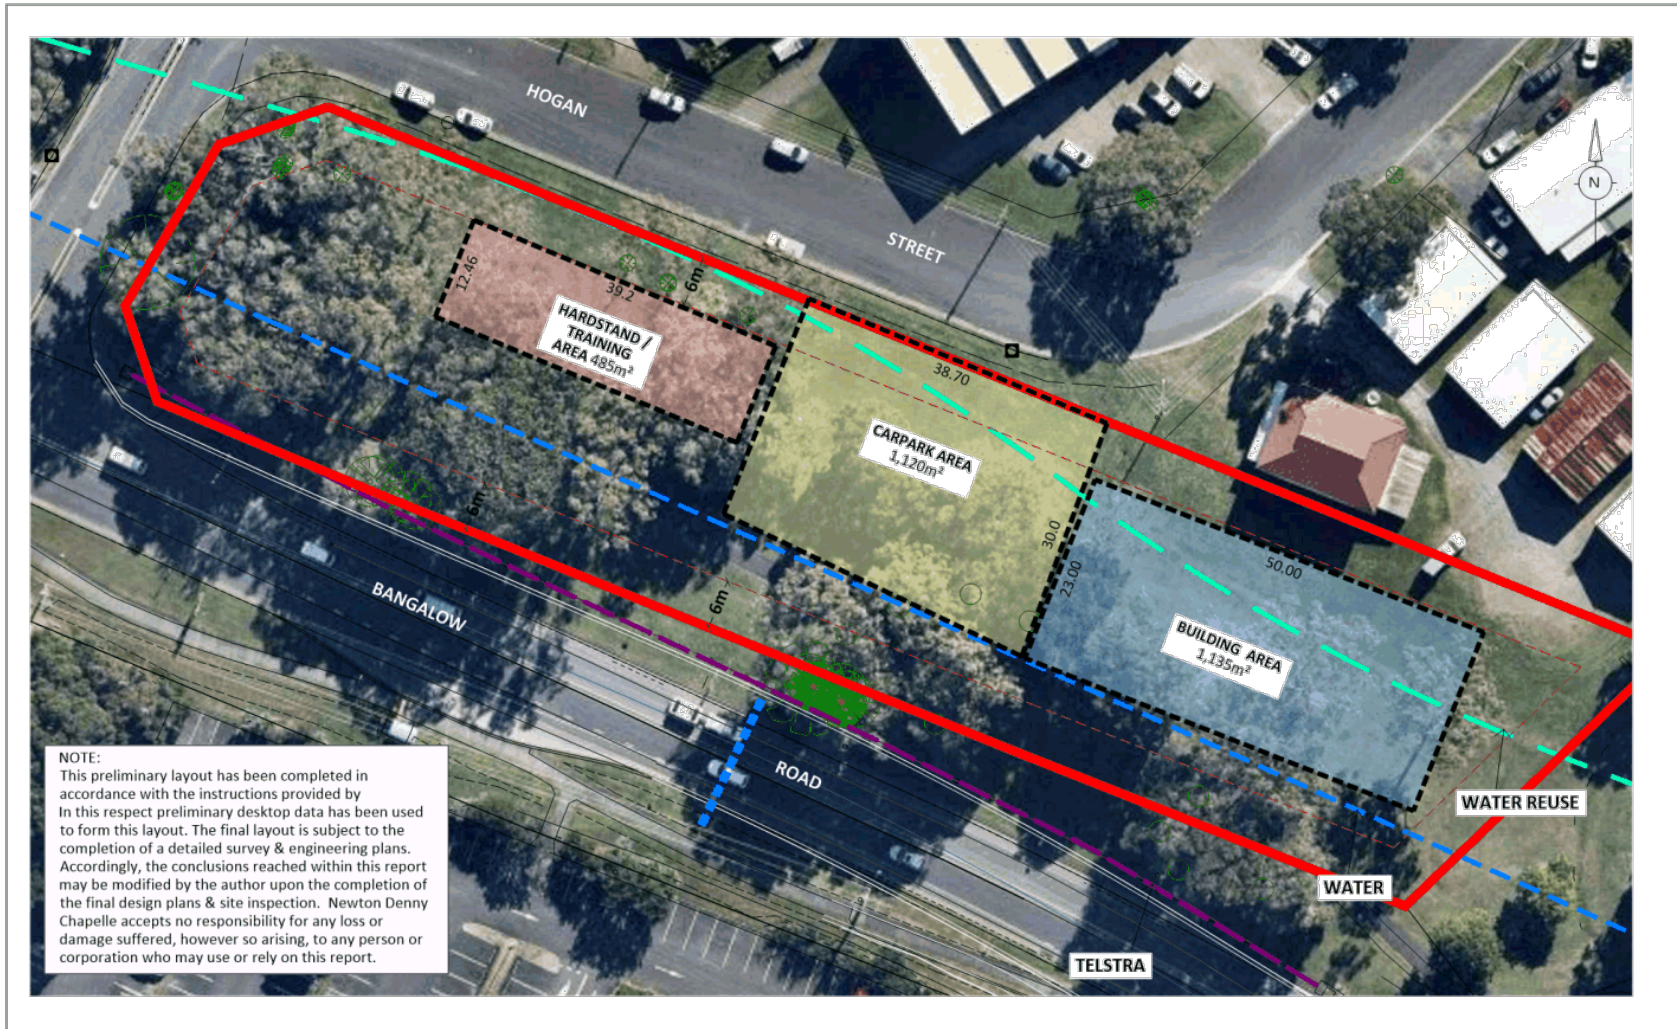 HOGAN
STREET
N
12.46
39.2
6m
HARDSTAND /
TRAINING
AREA 485m²
38.70
CARPARK AREA
1,120m²
6m
30.0
23.00
50.00
6m
BANGALOW
BUILDING AREA
1,135m²
ROAD
WATER REUSE
WATER
TELSTRA
NOTE:
This preliminary layout has been completed in
accordance with the instructions provided by
In this respect preliminary desktop data has been used
to form this layout. The final layout is subject to the
completion of a detailed survey & engineering plans.
Accordingly, the conclusions reached within this report
may be modified by the author upon the completion of
the final design plans & site inspection. Newton Denny
Chapelle accepts no responsibility for any loss or
damage suffered, however so arising, to any person or
corporation who may use or rely on this report.